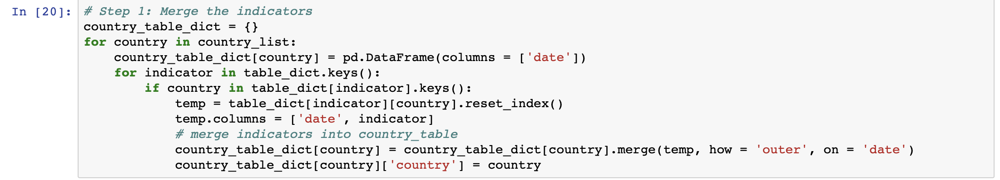 In [20]: # Step 1: Merge the indicators
country_table_dict = {}
for country in country_list:
    country_table_dict[country] = pd.DataFrame(columns = ['date'])
    for indicator in table_dict.keys():
        if country in table_dict[indicator].keys():
            temp = table_dict[indicator][country].reset_index()
            temp.columns = ['date', indicator]
            # merge indicators into country_table
            country_table_dict[country] = country_table_dict[country].merge(temp, how = 'outer', on = 'date')
            country_table_dict[country]['country'] = country